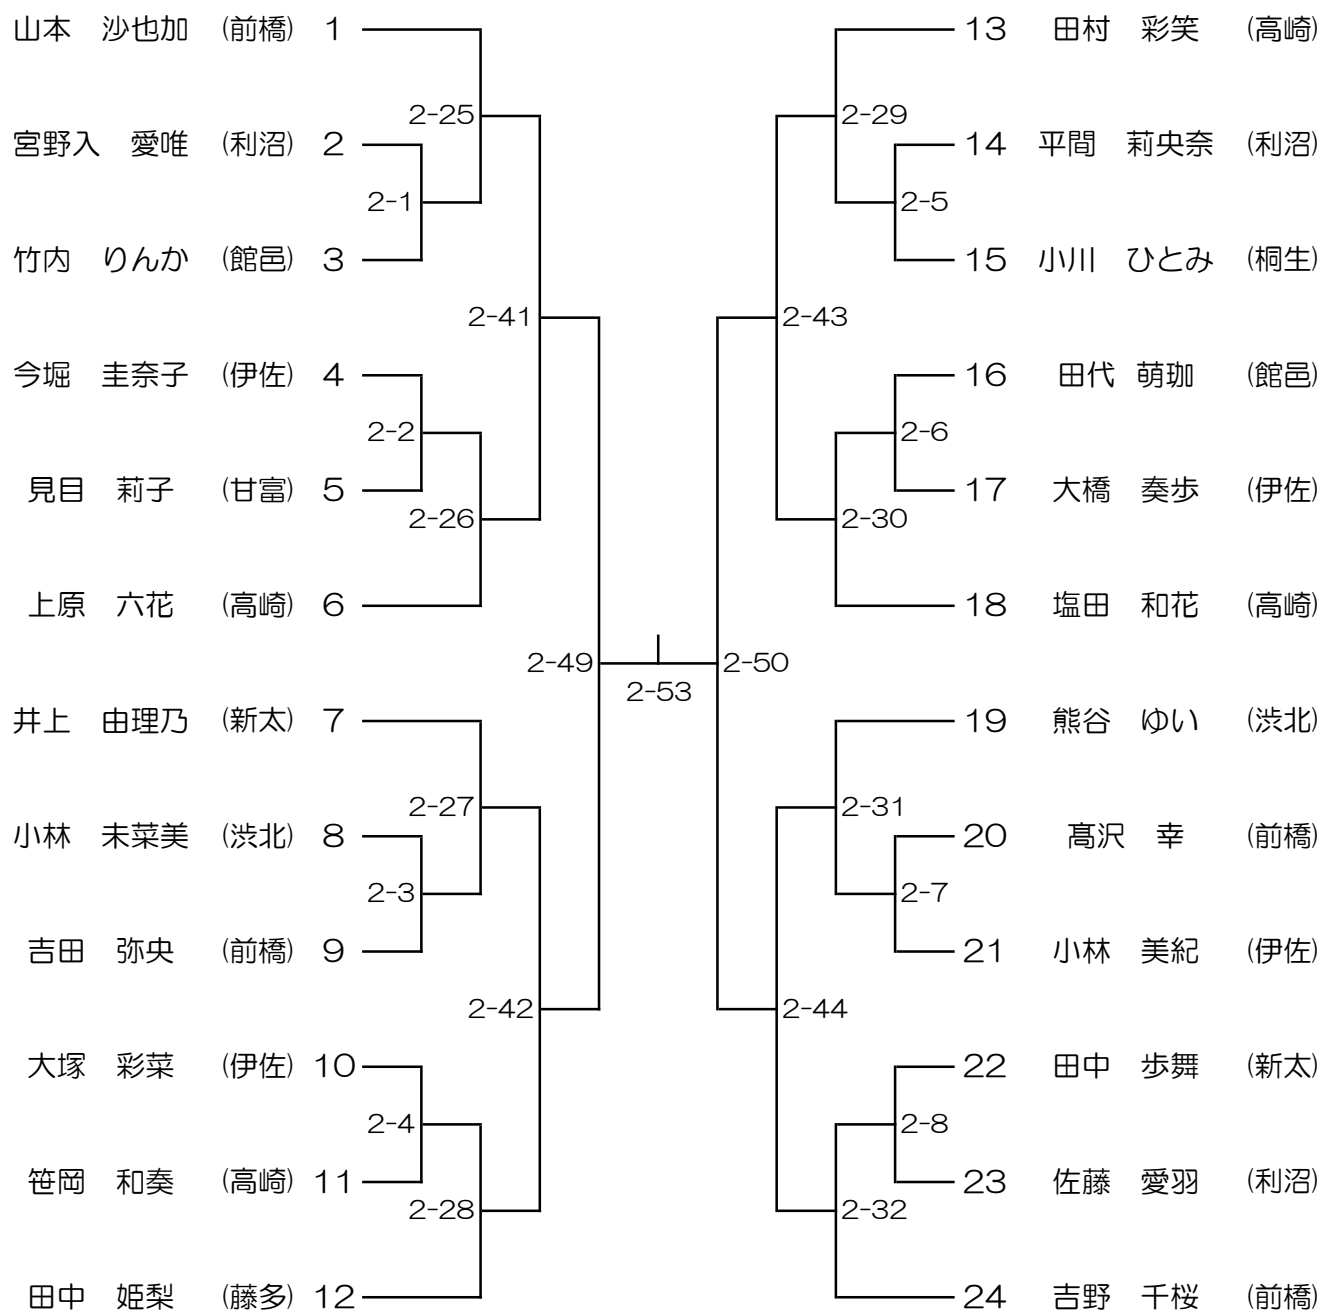 山本 沙也加 (前橋) 1
2-25
宮野入 愛唯 (利沼) 2
2-1
竹内 りんか (館邑) 3
2-41
今堀 圭奈子 (伊佐) 4
2-2
見目 莉子 (甘富) 5
2-26
上原 六花 (高崎) 6
2-49
井上 由理乃 (新太) 7
2-27
小林 未菜美 (渋北) 8
2-3
吉田 弥央 (前橋) 9
2-42
大塚 彩菜 (伊佐) 10
2-4
笹岡 和奏 (高崎) 11
2-28
田中 姫梨 (藤多) 12
2-53
13 田村 彩笑 (高崎)
2-29
14 平間 莉央奈 (利沼)
2-5
15 小川 ひとみ (桐生)
2-43
16 田代 萌珈 (館邑)
2-6
17 大橋 奏歩 (伊佐)
2-30
18 塩田 和花 (高崎)
2-50
19 熊谷 ゆい (渋北)
2-31
20 髙沢 幸 (前橋)
2-7
21 小林 美紀 (伊佐)
2-44
22 田中 歩舞 (新太)
2-8
23 佐藤 愛羽 (利沼)
2-32
24 吉野 千桜 (前橋)